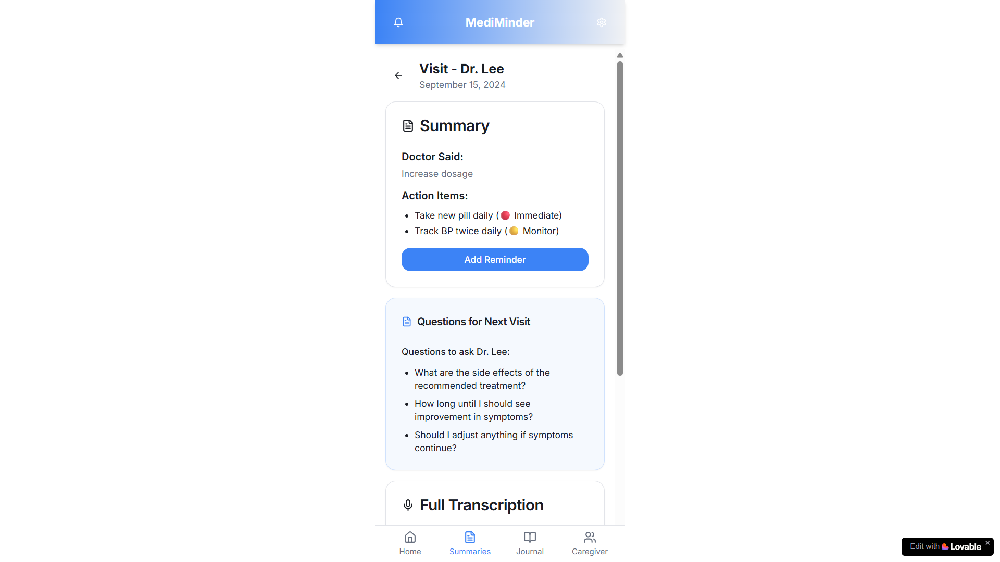 MediMinder
Visit - Dr. Lee
September 15, 2024
Summary
Doctor Said:
Increase dosage
Action Items:
• Take new pill daily (🔴 Immediate)
• Track BP twice daily (🟡 Monitor)
Add Reminder
Questions for Next Visit
Questions to ask Dr. Lee:
• What are the side effects of the
recommended treatment?
• How long until I should see
improvement in symptoms?
• Should I adjust anything if symptoms
continue?
Full Transcription
Home
Summaries
Journal
Caregiver
Edit with Lovable ×